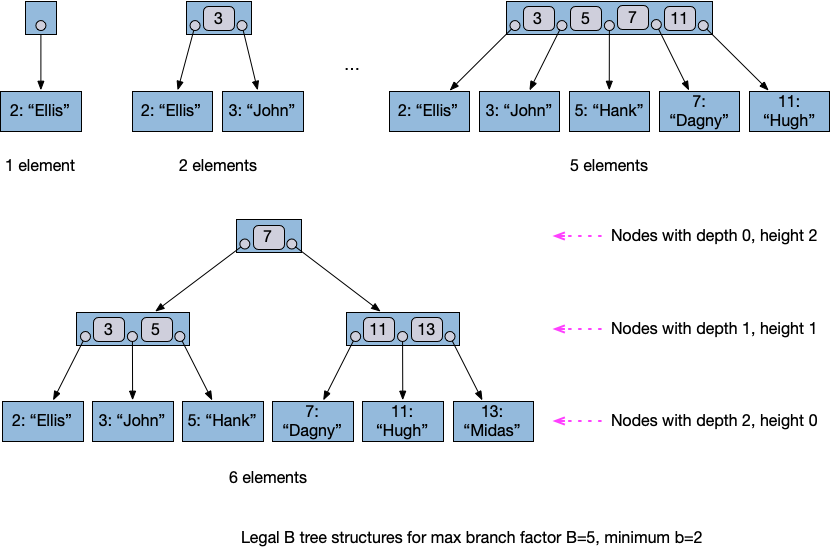 3
3 5 7 11
2: “Ellis”
2: “Ellis”
3: “John”
...
2: “Ellis”
3: “John”
5: “Hank”
7:
“Dagny”
11:
“Hugh”
1 element
2 elements
5 elements
7
Nodes with depth 0, height 2
3 5
11 13
Nodes with depth 1, height 1
2: “Ellis”
3: “John”
5: “Hank”
7:
“Dagny”
11:
“Hugh”
13:
“Midas”
Nodes with depth 2, height 0
6 elements
Legal B tree structures for max branch factor B=5, minimum b=2